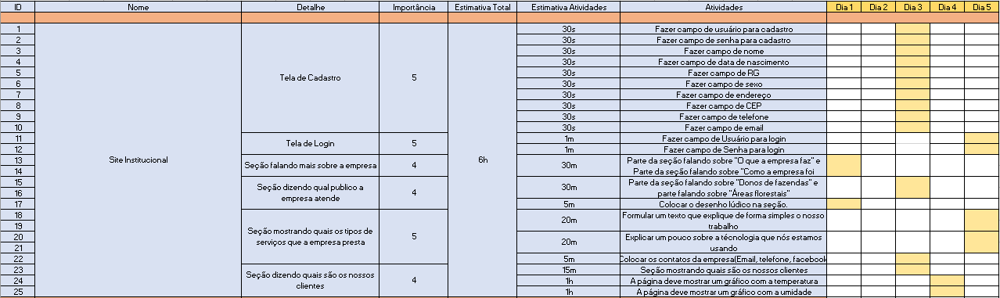 ID Nome Detalhe Importância Estimativa Total Estimativa Atividades Atividades Dia 1 Dia 2 Dia 3 Dia 4 Dia 5
1 30s Fazer campo de usuário para cadastro
2 30s Fazer campo de senha para cadastro
3 30s Fazer campo de nome
4 30s Fazer campo de data de nascimento
5 30s Fazer campo de RG
Tela de Cadastro 5
6 30s Fazer campo de sexo
7 30s Fazer campo de endereço
8 30s Fazer campo de CEP
9 30s Fazer campo de telefone
10 30s Fazer campo de email
11 1m Fazer campo de Usuário para login
Tela de Login 5
12 1m Fazer campo de Senha para login
Site Institucional 6h
13 Parte da seção falando sobre "O que a empresa faz" e
Seção falando mais sobre a empresa 4 30m
14 Parte da seção falando sobre "Como a empresa foi
15 Parte da seção falando sobre "Donos de fazendas" e
Seção dizendo qual publico a
30m
16 empresa atende 4 parte falando sobre "Áreas florestais"
17 5m Colocar o desenho lúdico na seção.
18 Formular um texto que explique de forma simples o nosso
20m
19 trabalho
Seção mostrando quais os tipos de
serviços que a empresa presta 5
20 Explicar um pouco sobre a técnologia que nós estamos
20m
21 usando
22 5m Colocar os contatos da empresa(Email, telefone, facebook
23 15m Seção mostrando quais são os nossos clientes
Seção dizendo quais são os nossos
24 clientes 4 1h A página deve mostrar um gráfico com a temperatura
25 1h A página deve mostrar um gráfico com a umidade